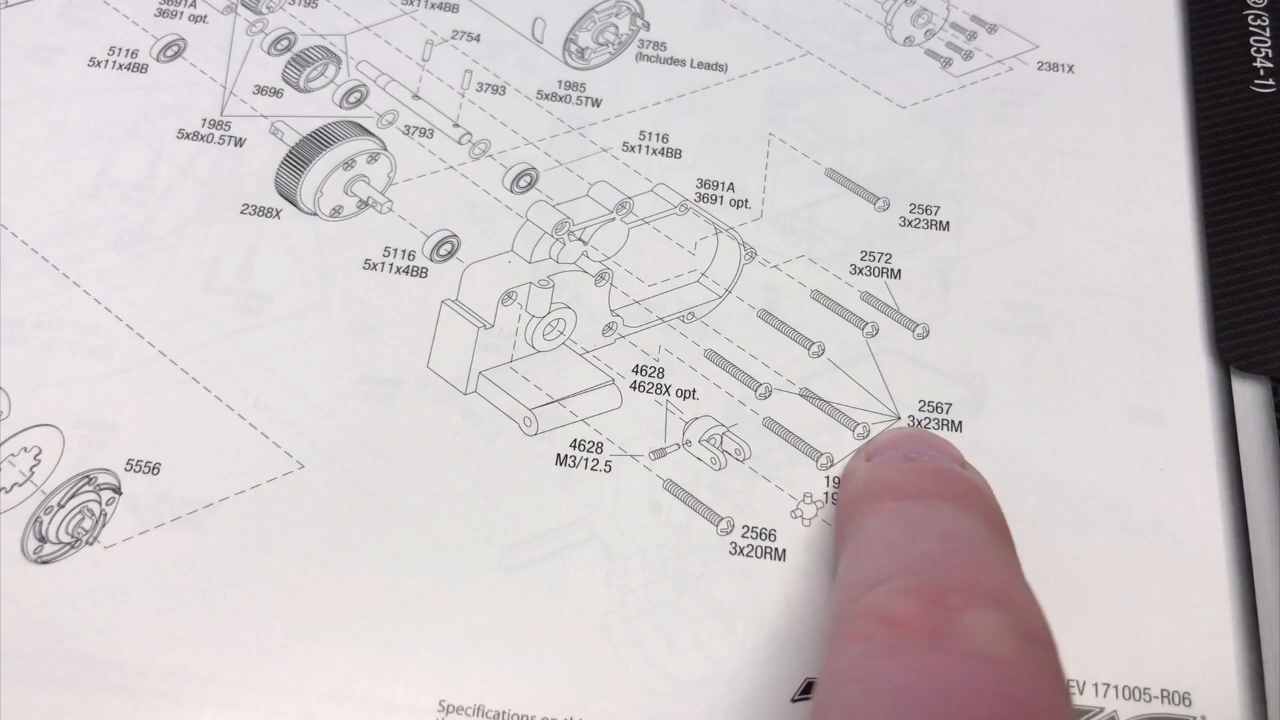 3691A
3691 opt.
3195
5x11x4BB
2754
3785
(Includes Leads)
2381X
@(37054-1)
5116
5x11x4BB
3696
3793
1985
5x8x0.5TW
1985
5x8x0.5TW
3793
5116
5x11x4BB
2388X
3691A
3691 opt.
2567
3x23RM
5116
5x11x4BB
2572
3x30RM
4628
4628X opt.
2567
3x23RM
4628
M3/12.5
5556
2566
3x20RM
EV 171005-R06
Specifications on